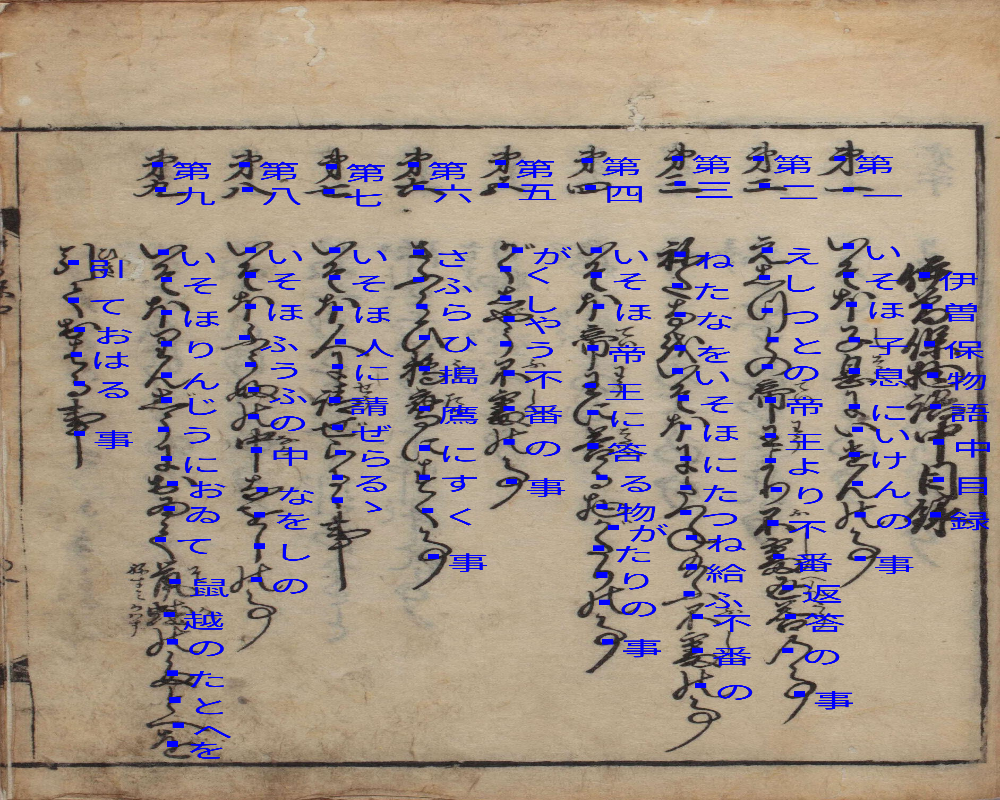 伊曽保物語中目録
第一 いそほ子息にいけんの事
第二 えしつとの帝王より不番返答の事
第三 ねたなをいそほにたつね給ふ不番の
第四 いそほ帝王に答る物がたりの事
第五 がくしやう不番の事
第六 さふらひ搗鷹にすく事
第七 いそほ人に請ぜらるゝ
第八 いそほふうふの中なをしの
第九 いそほりんじうにおゐて鼠越のたとへを
引ておはる事